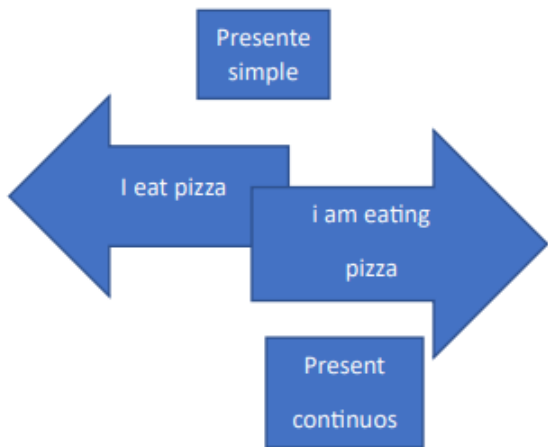 Presente
simple
I eat pizza
i am eating
pizza
Present
continuos